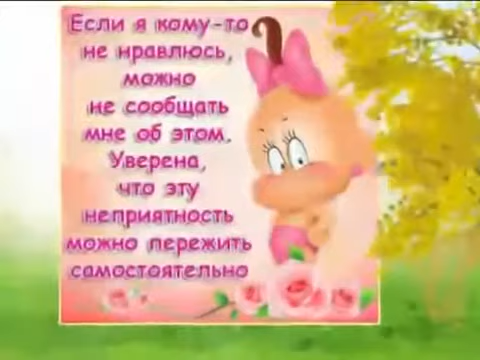 Если я кому-то
не нравлюсь,
можно
не сообщать
мне об этом.
Уверена,
что эту
неприятность
можно пережить
самостоятельно